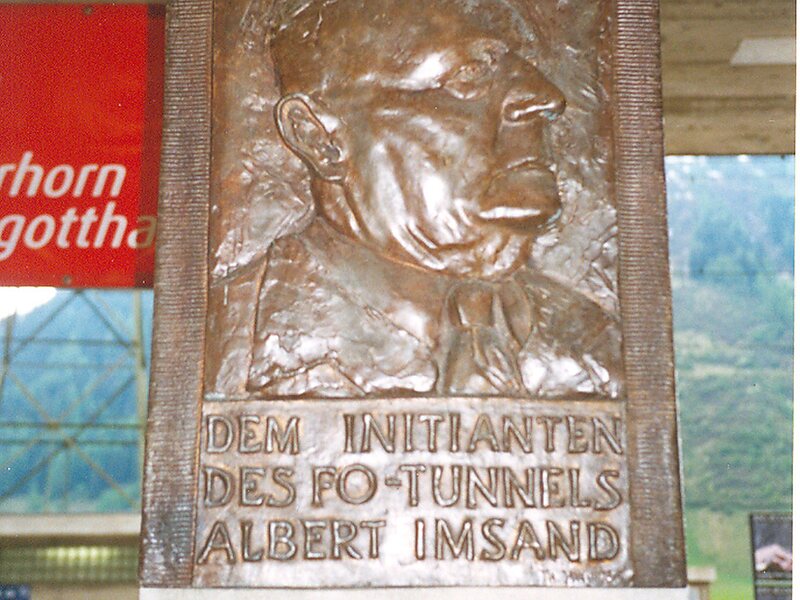 rhorn
gottha
DEM INITIANTEN
DES FO-TUNNELS
ALBERT IMSAND